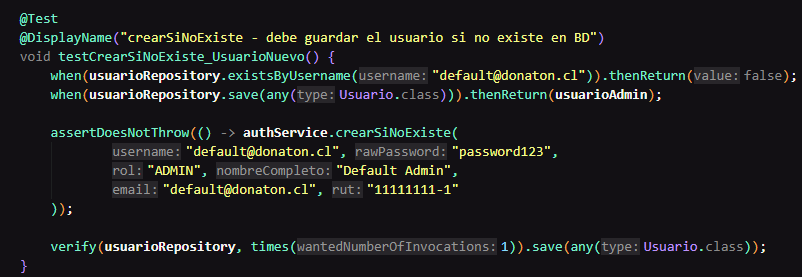 @Test
@DisplayName("crearSiNoExiste - debe guardar el usuario si no existe en BD")
void testCrearSiNoExiste_UsuarioNuevo() {
when(usuarioRepository.existsByUsername( username: "default@donaton.cl")).thenReturn( value: false);
when(usuarioRepository.save(any( type: Usuario.class))).thenReturn(usuarioAdmin);
assertDoesNotThrow(() -> authService.crearSiNoExiste(
username: "default@donaton.cl", rawPassword: "password123",
rol: "ADMIN", nombreCompleto: "Default Admin",
email: "default@donaton.cl", rut: "11111111-1"
));
verify(usuarioRepository, times( wantedNumberOfInvocations: 1)).save(any( type: Usuario.class));
}